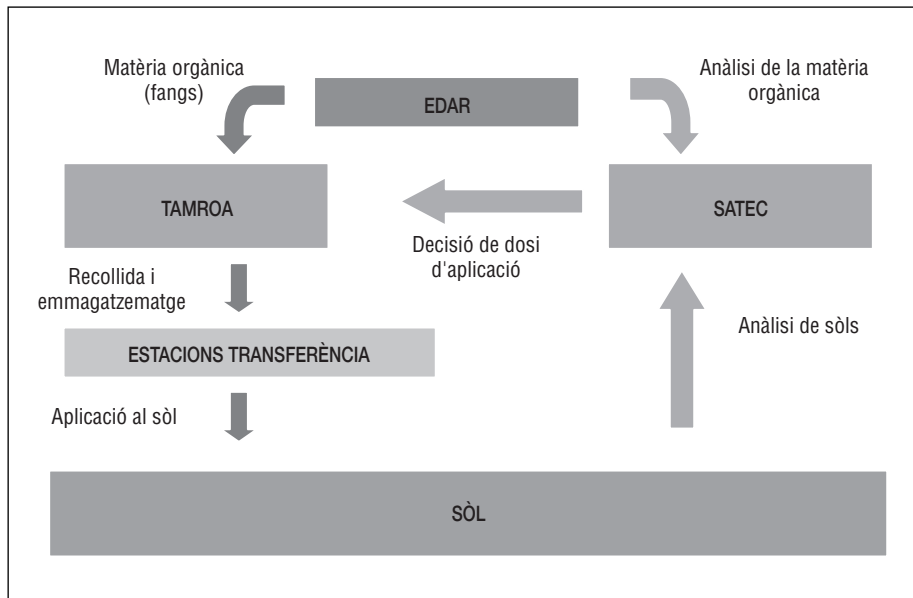 Matèria orgànica
(fangs)
EDAR
Anàlisi de la matèria
orgànica
TAMROA
SATEC
Decisió de dosi
d'aplicació
Recollida i
emmagatzematge
Anàlisi de sòls
ESTACIONS TRANSFERÈNCIA
Aplicació al sòl
SÒL